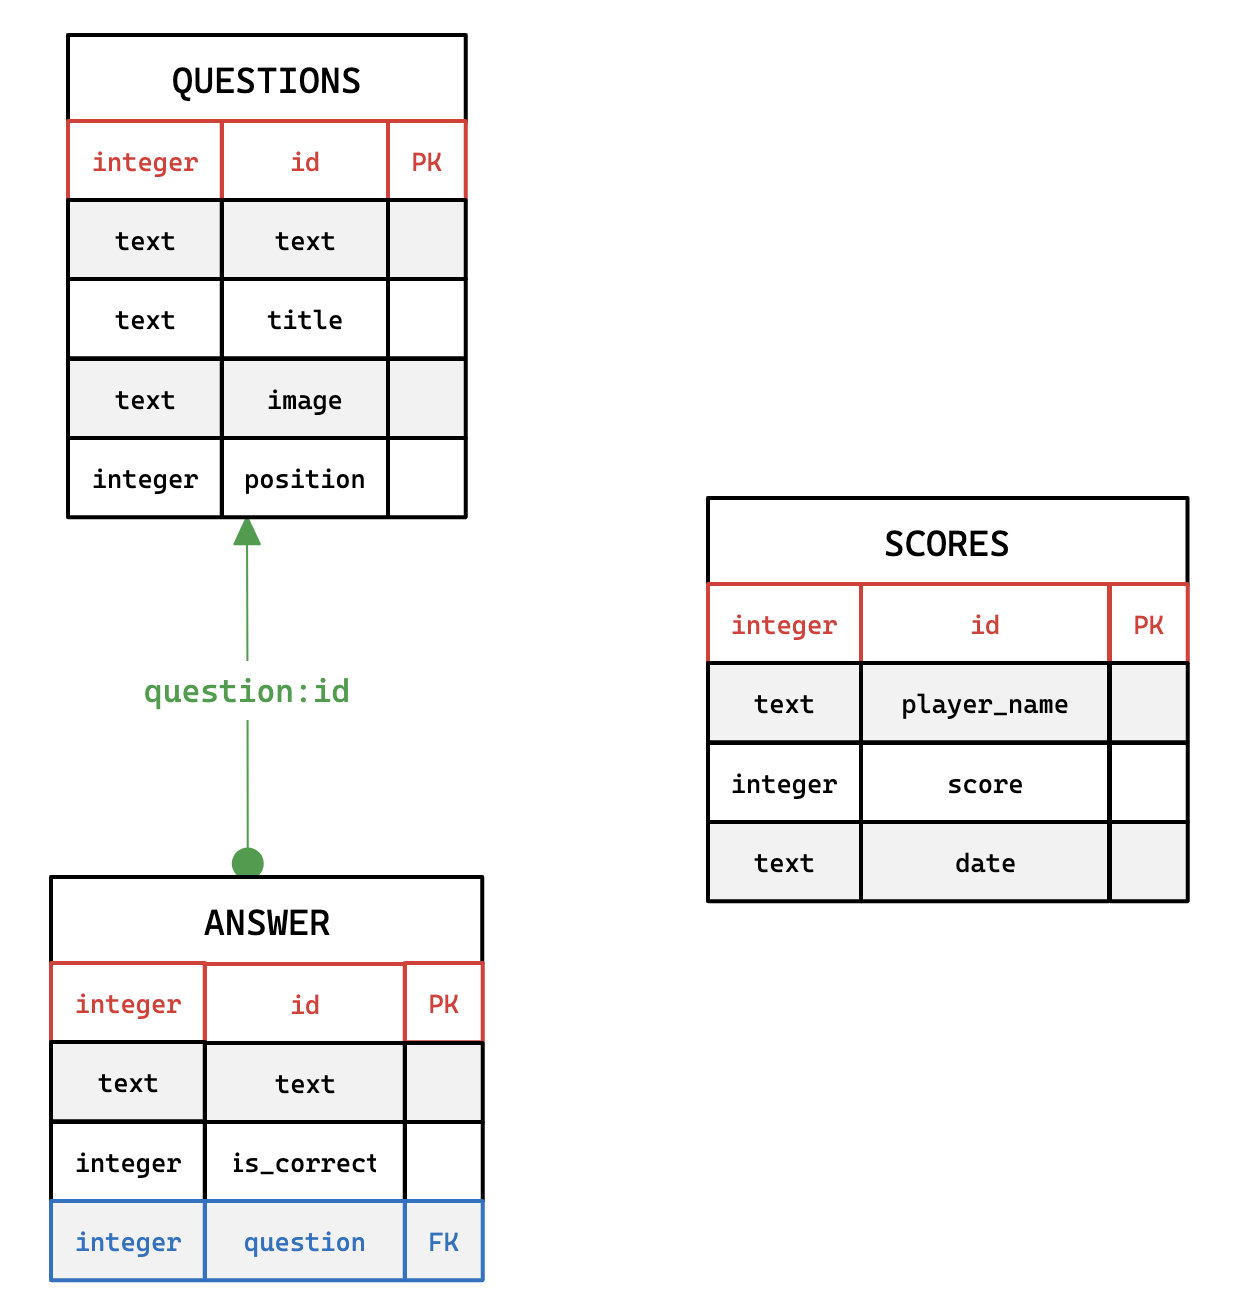 QUESTIONS
integer id PK
text text
text title
text image
integer position
question:id
ANSWER
integer id PK
text text
integer is_correct
integer question FK
SCORES
integer id PK
text player_name
integer score
text date